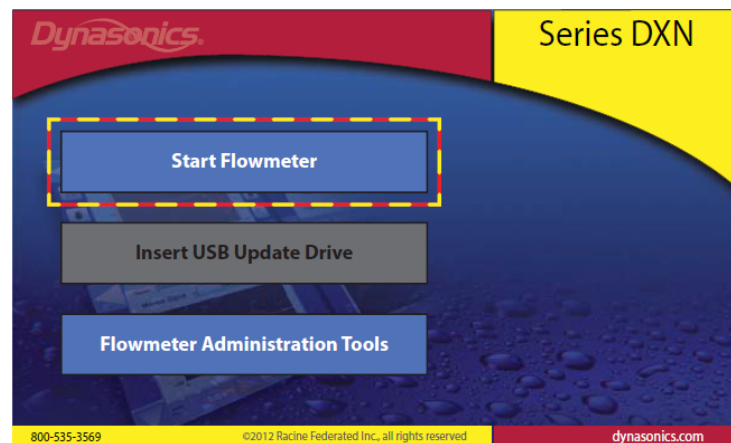 Dynasonics.
Series DXN
Start Flowmeter
Insert USB Update Drive
Flowmeter Administration Tools
800-535-3569
©2012 Racine Federated Inc., all rights reserved
dynasonics.com